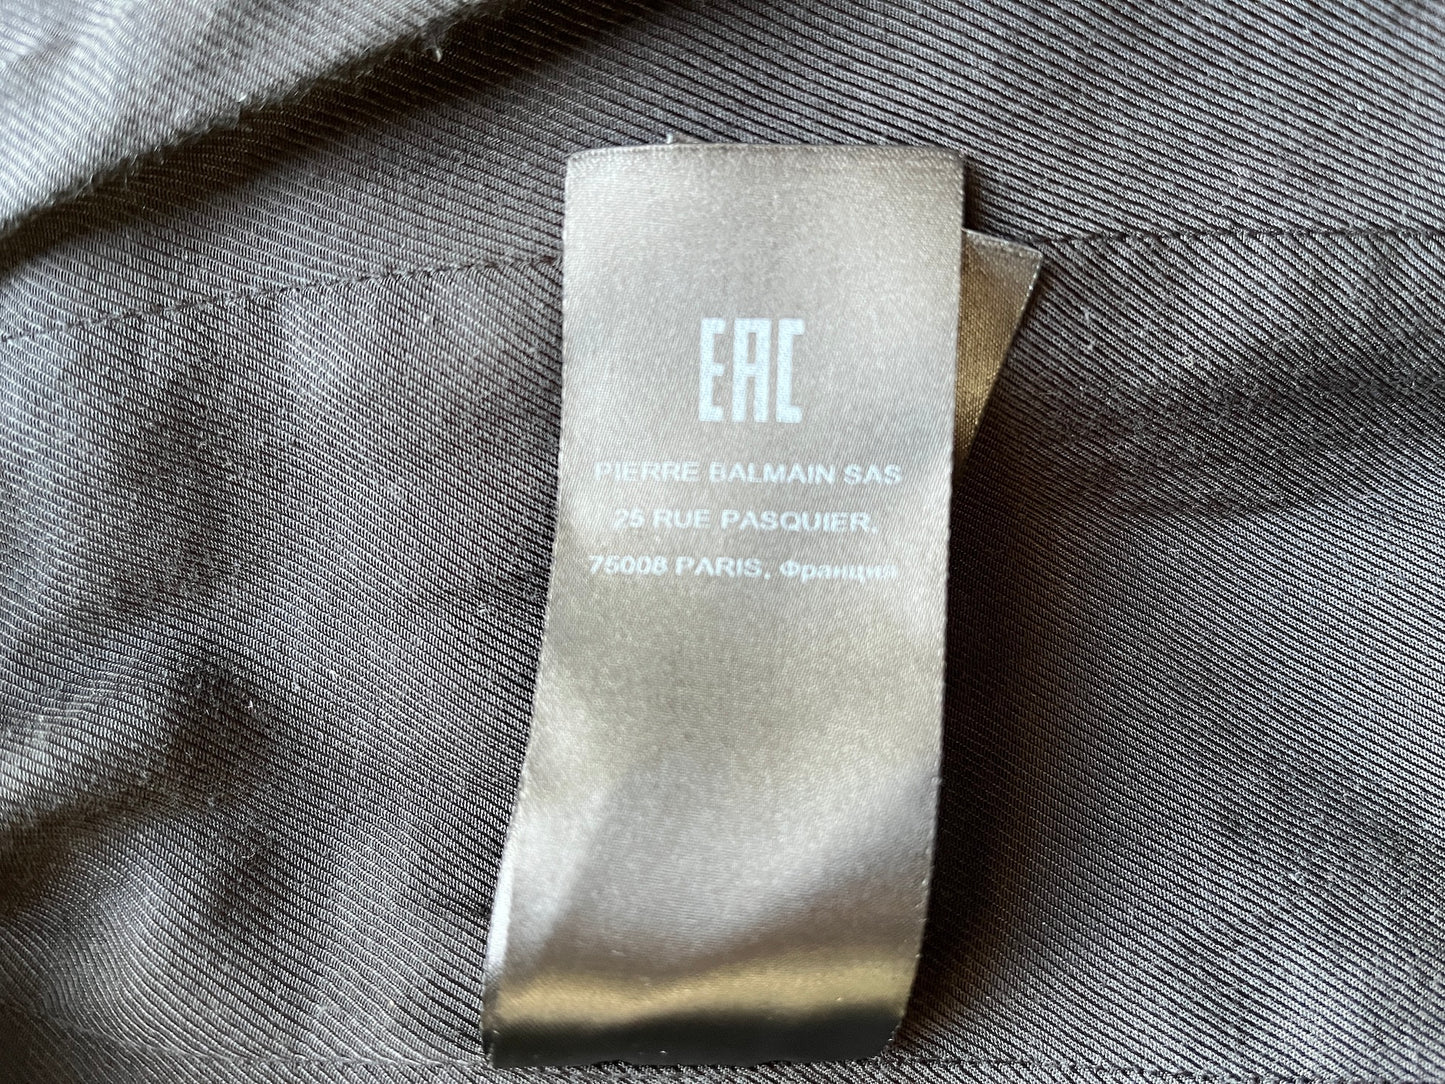 EAC
PIERRE BALMAIN SAS
25 RUE PASQUIER,
75008 PARIS, Франция